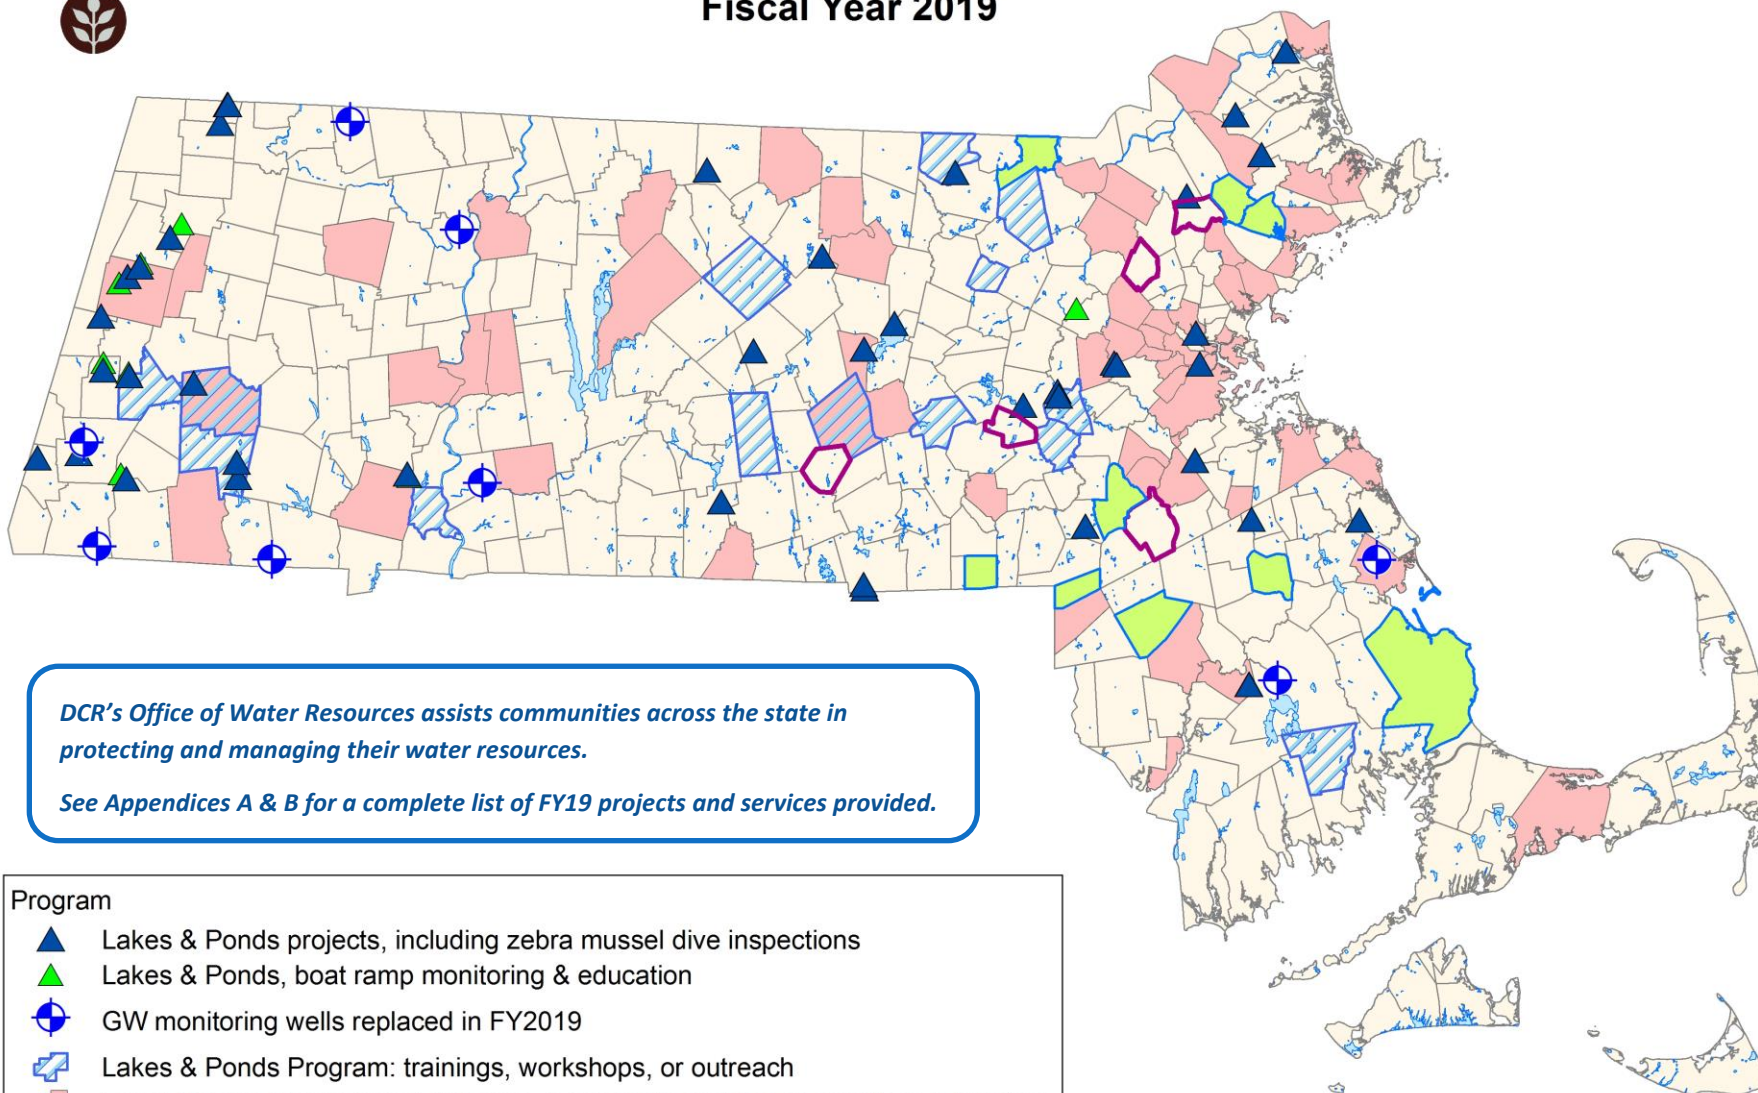 Fiscal Year 2019
DCR's Office of Water Resources assists communities across the state in
protecting and managing their water resources.
See Appendices A & B for a complete list of FY19 projects and services provided.
Program
Lakes & Ponds projects, including zebra mussel dive inspections
Lakes & Ponds, boat ramp monitoring & education
GW monitoring wells replaced in FY2019
Lakes & Ponds Program: trainings, workshops, or outreach